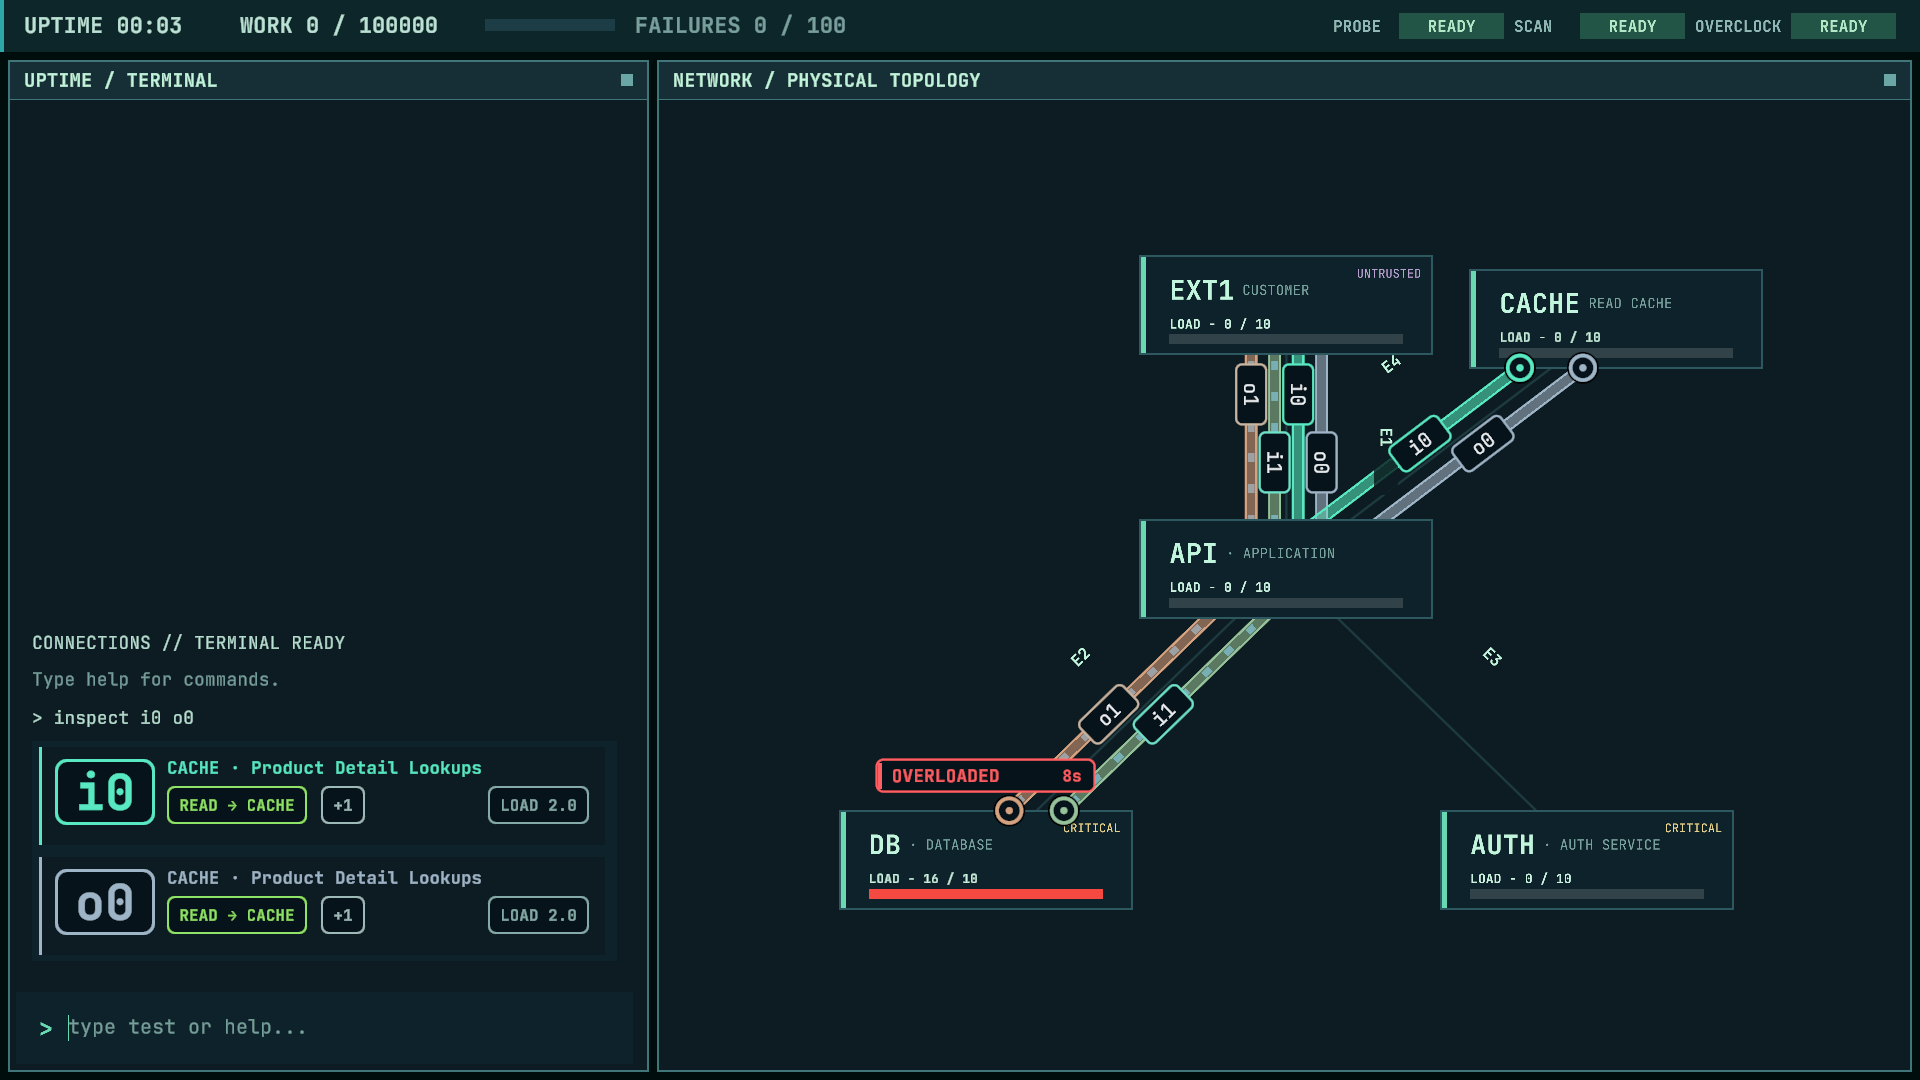 UPTIME 00:03 WORK 0 / 100000 FAILURES 0 / 100 PROBE READY SCAN READY OVERCLOCK READY
UPTIME / TERMINAL
CONNECTIONS // TERMINAL READY
Type help for commands.
> inspect i0 o0
i0
CACHE · Product Detail Lookups
READ → CACHE +1 LOAD 2.0
o0
CACHE · Product Detail Lookups
READ → CACHE +1 LOAD 2.0
> type test or help...
NETWORK / PHYSICAL TOPOLOGY
UNTRUSTED
EXT1 CUSTOMER
LOAD - 0 / 10
CACHE READ CACHE
LOAD - 0 / 10
E4
o1
i0
E1
i0
o0
i1
o0
API · APPLICATION
LOAD - 0 / 10
E2
E3
o1
i1
OVERLOADED 8s
CRITICAL
DB · DATABASE
LOAD - 16 / 10
CRITICAL
AUTH · AUTH SERVICE
LOAD - 0 / 10